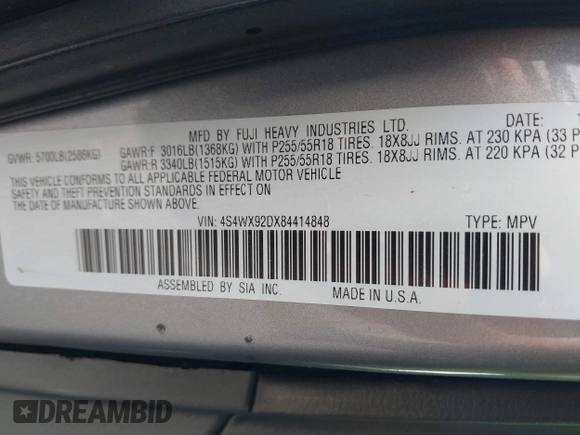 MFD BY FUJI HEAVY INDUSTRIES LTD. DATE:
GVWR: 5700LB(2586KG) GAWR:F 3016LB(1368KG) WITH P255/55R18 TIRES. 18X8JJ RIMS. AT 230 KPA (33 P
GAWR:R 3340LB(1515KG) WITH P255/55R18 TIRES. 18X8JJ RIMS. AT 220 KPA (32 P
THIS VEHICLE CONFORMS TO ALL APPLICABLE FEDERAL MOTOR VEHICLE
SAFETY AND THEFT PREVENTION STANDARDS IN EFFECT ON
THE DATE OF MANUFACTURE SHOWN ABOVE.
VIN: 4S4WX92DX84414848 TYPE: MPV
ASSEMBLED BY SIA INC. MADE IN U.S.A.
DREAMBID